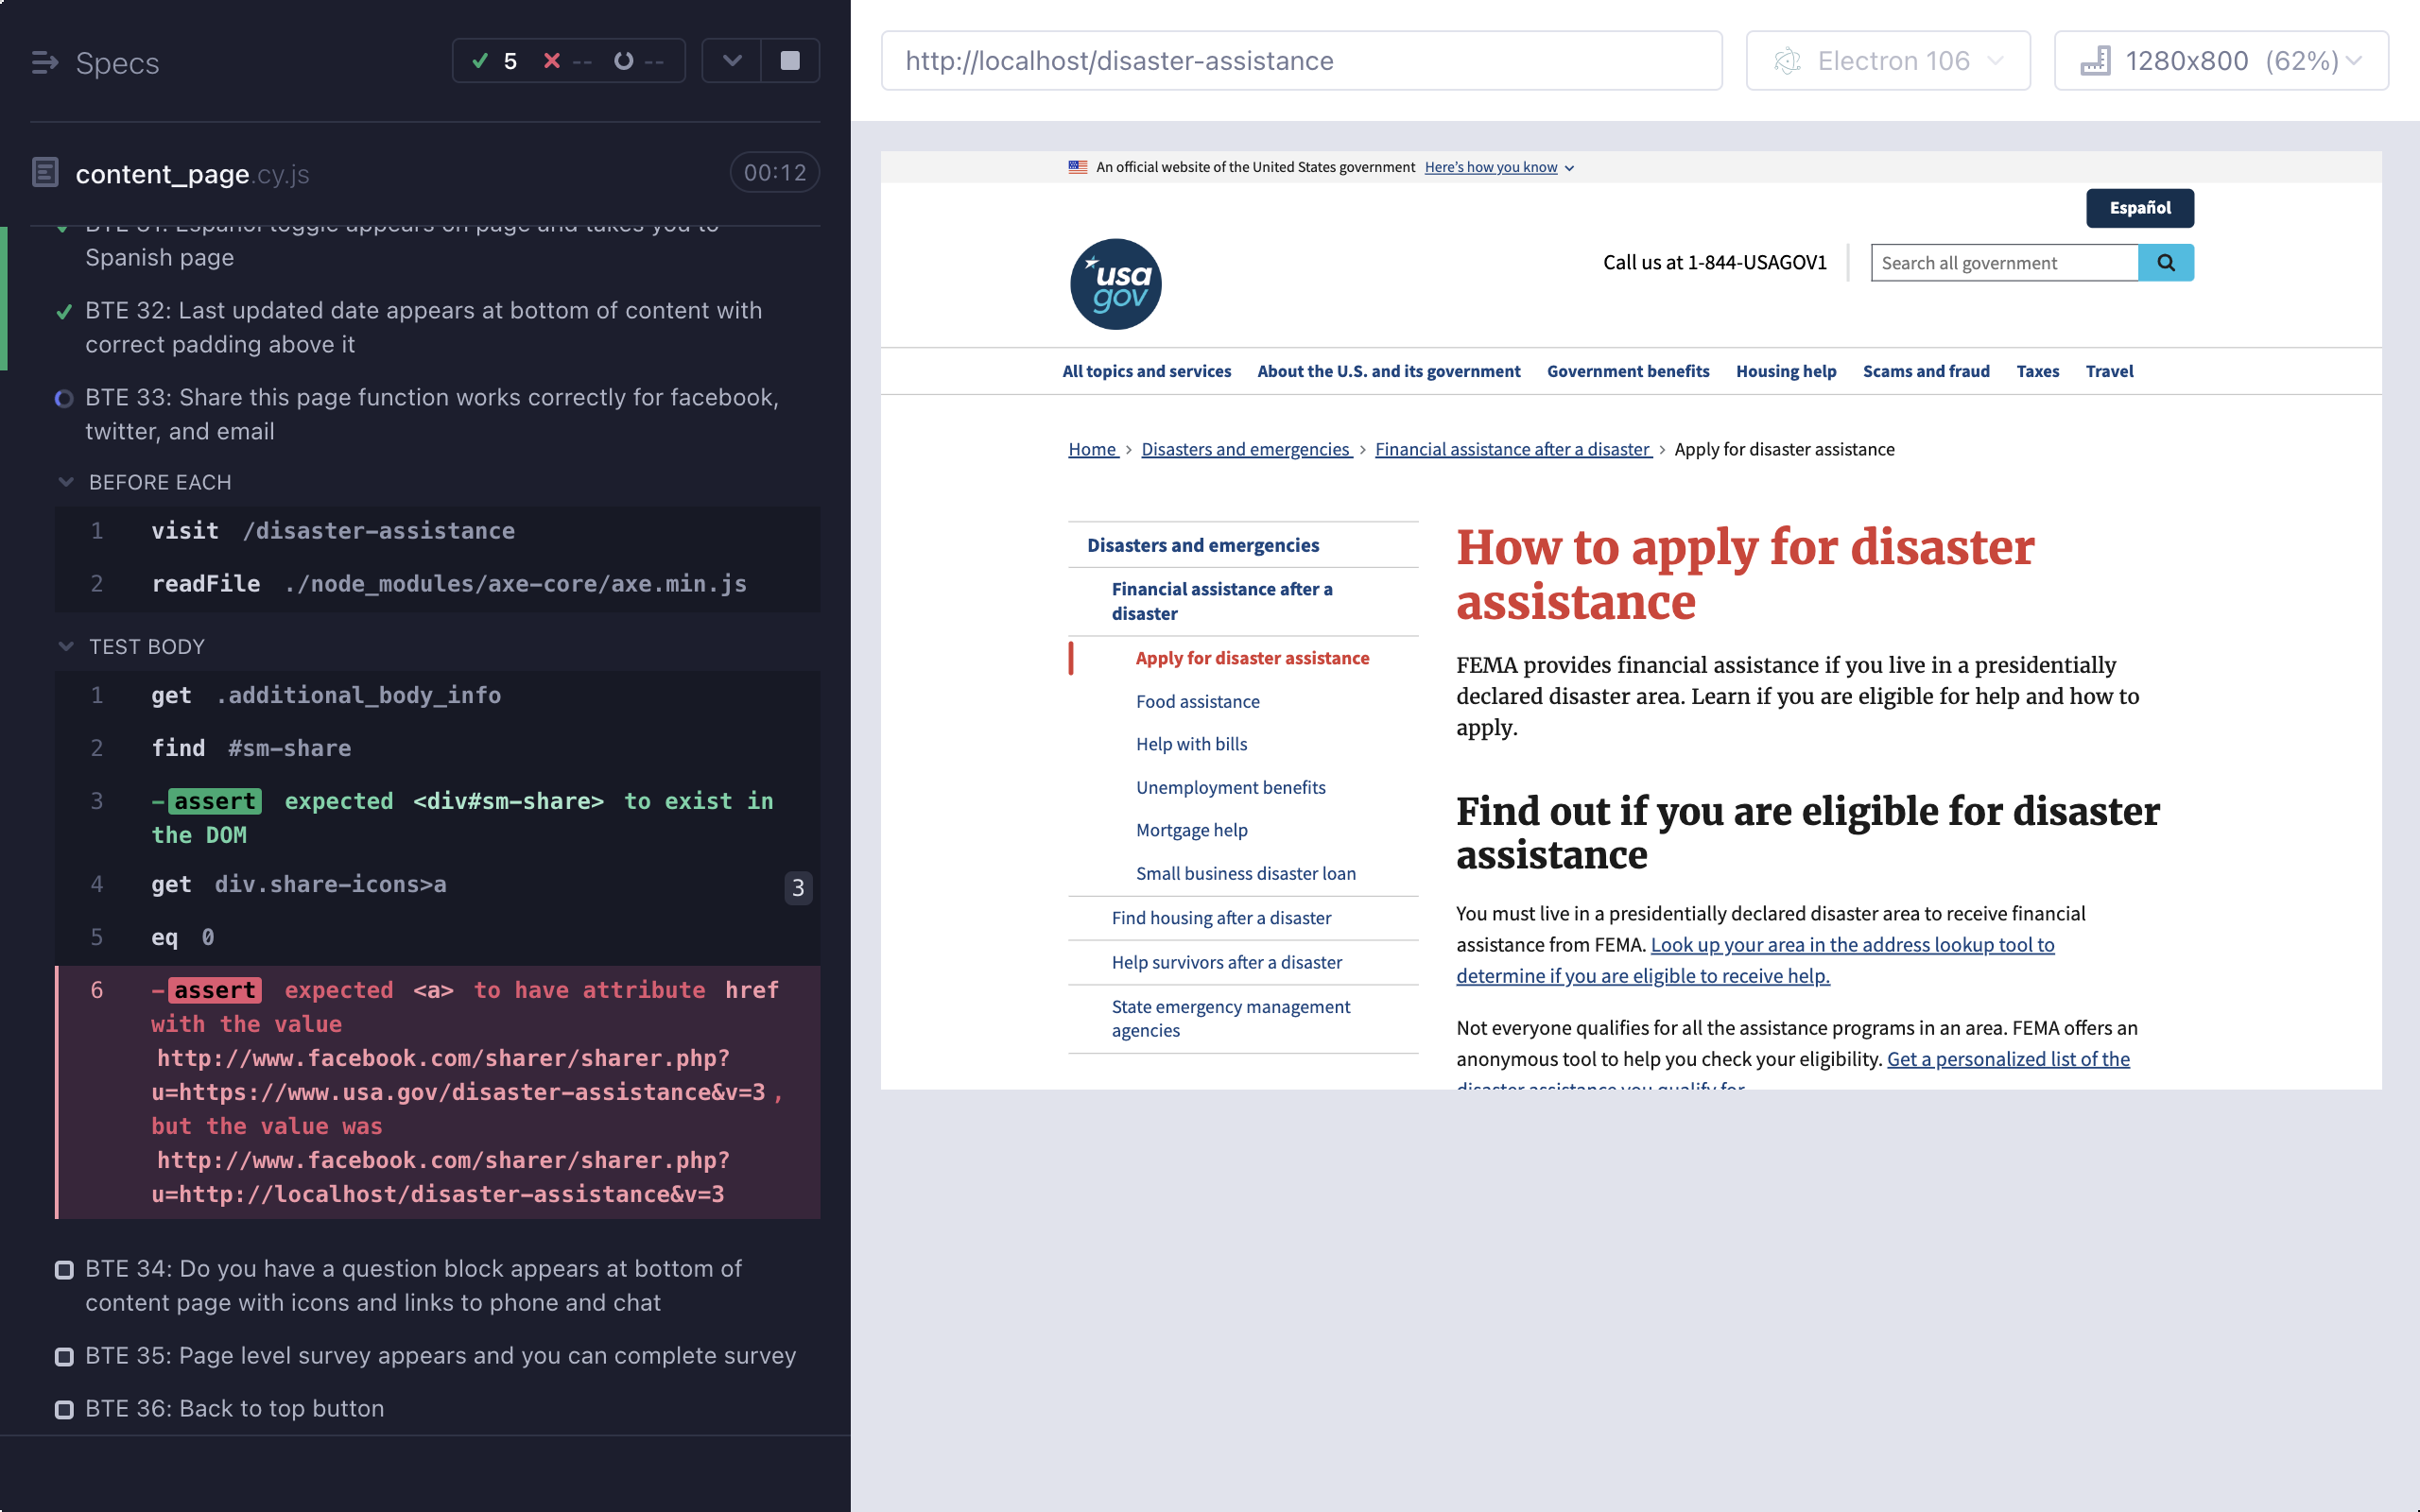 Specs
5 -- --
content_page.cy.js
00:12
BTE 31: Español toggle appears on page and takes you to
Spanish page
BTE 32: Last updated date appears at bottom of content with
correct padding above it
BTE 33: Share this page function works correctly for facebook,
twitter, and email
BEFORE EACH
1 visit /disaster-assistance
2 readFile ./node_modules/axe-core/axe.min.js
TEST BODY
1 get .additional_body_info
2 find #sm-share
3 -assert expected <div#sm-share> to exist in
the DOM
4 get div.share-icons>a 3
5 eq 0
6 -assert expected <a> to have attribute href
with the value
http://www.facebook.com/sharer/sharer.php?
u=https://www.usa.gov/disaster-assistance&v=3 ,
but the value was
http://www.facebook.com/sharer/sharer.php?
u=http://localhost/disaster-assistance&v=3
BTE 34: Do you have a question block appears at bottom of
content page with icons and links to phone and chat
BTE 35: Page level survey appears and you can complete survey
BTE 36: Back to top button
http://localhost/disaster-assistance
Electron 106
1280x800 (62%)
An official website of the United States government Here's how you know
Español
usa
gov
Call us at 1-844-USAGOV1
Search all government
All topics and services About the U.S. and its government Government benefits Housing help Scams and fraud Taxes Travel
Home > Disasters and emergencies > Financial assistance after a disaster > Apply for disaster assistance
Disasters and emergencies
Financial assistance after a
disaster
Apply for disaster assistance
Food assistance
Help with bills
Unemployment benefits
Mortgage help
Small business disaster loan
Find housing after a disaster
Help survivors after a disaster
State emergency management
agencies
How to apply for disaster
assistance
FEMA provides financial assistance if you live in a presidentially
declared disaster area. Learn if you are eligible for help and how to
apply.
Find out if you are eligible for disaster
assistance
You must live in a presidentially declared disaster area to receive financial
assistance from FEMA. Look up your area in the address lookup tool to
determine if you are eligible to receive help.
Not everyone qualifies for all the assistance programs in an area. FEMA offers an
anonymous tool to help you check your eligibility. Get a personalized list of the
disaster assistance you qualify for